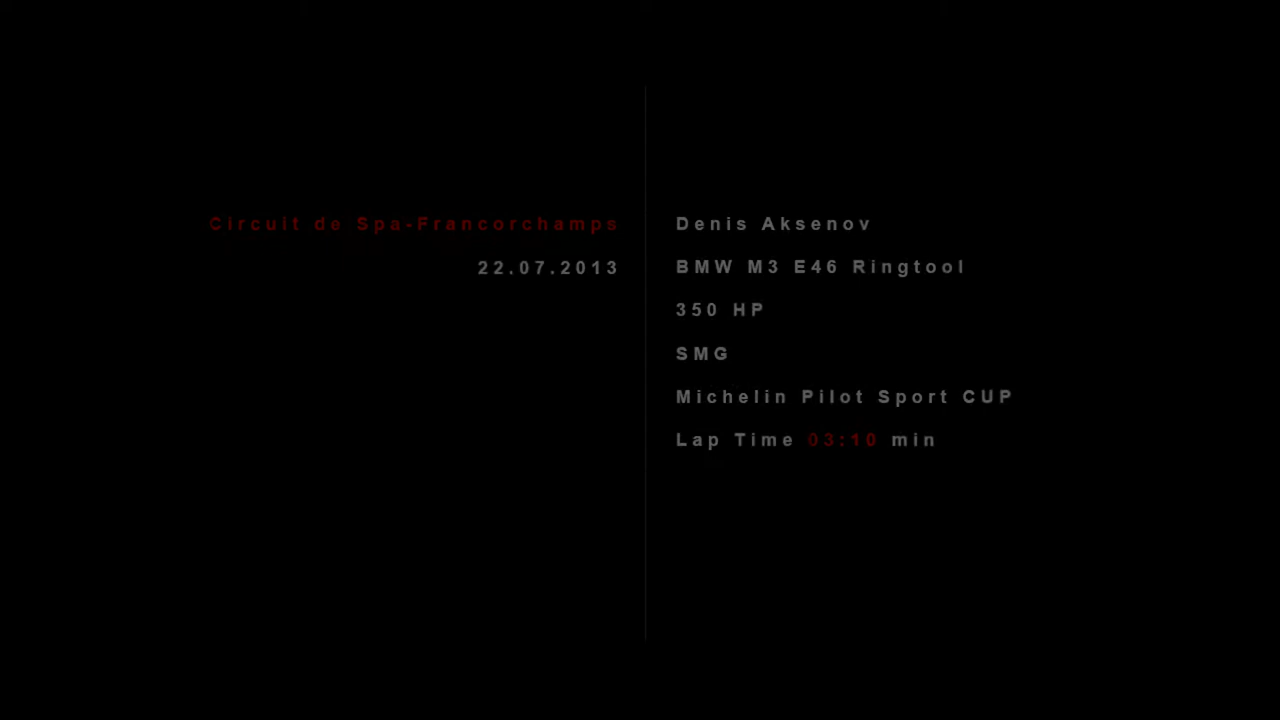 Circuit de Spa-Francorchamps
22.07.2013
Denis Aksenov
BMW M3 E46 Ringtool
350 HP
SMG
Michelin Pilot Sport CUP
Lap Time 03:10 min